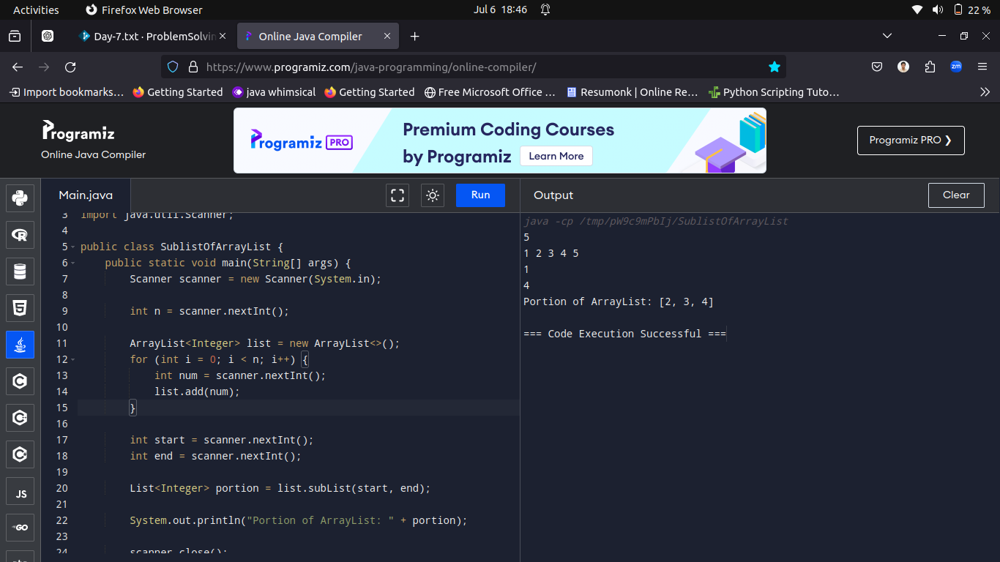 Activities Firefox Web Browser Jul 6 18:46 22 %
Day-7.txt · ProblemSolvin Online Java Compiler
https://www.programiz.com/java-programming/online-compiler/
Import bookmarks... Getting Started java whimsical Getting Started Free Microsoft Office ... Resumonk | Online Re... Python Scripting Tuto...
Programiz
Online Java Compiler
Programiz PRO
Premium Coding Courses
by Programiz Learn More
Programiz PRO ❯
Main.java Run
3 import java.util.Scanner;
4
5 public class SublistOfArrayList {
6 public static void main(String[] args) {
7 Scanner scanner = new Scanner(System.in);
8
9 int n = scanner.nextInt();
10
11 ArrayList<Integer> list = new ArrayList<>();
12 for (int i = 0; i < n; i++) {
13 int num = scanner.nextInt();
14 list.add(num);
15 }
16
17 int start = scanner.nextInt();
18 int end = scanner.nextInt();
19
20 List<Integer> portion = list.subList(start, end);
21
22 System.out.println("Portion of ArrayList: " + portion);
23
24 scanner.close();
Output Clear
java -cp /tmp/pW9c9mPbIj/SublistOfArrayList
5
1 2 3 4 5
1
4
Portion of ArrayList: [2, 3, 4]
=== Code Execution Successful ===
R
5
C
C
C
JS
GO
zm